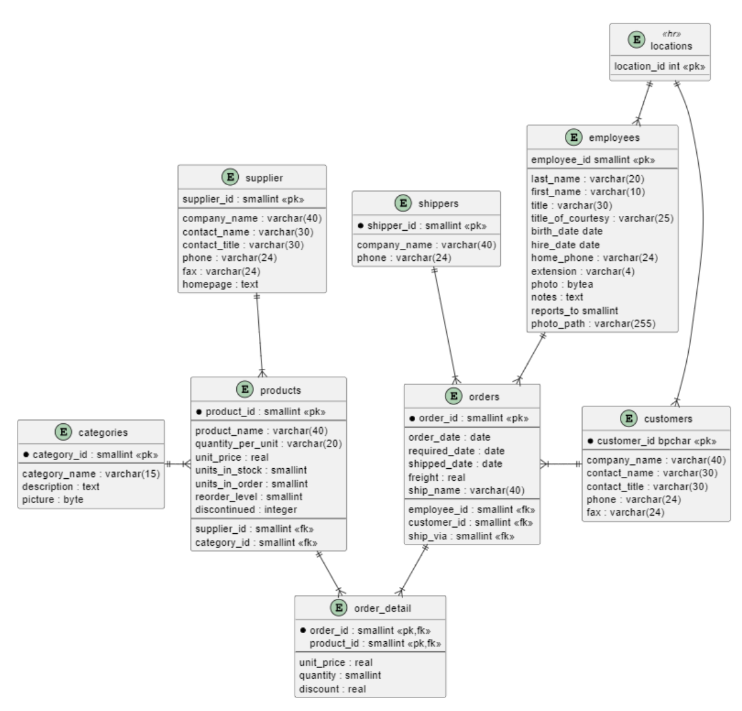 E
«hr»
locations
location_id int «pk»
E employees
employee_id smallint «pk»
last_name : varchar(20)
first_name : varchar(10)
title : varchar(30)
title_of_courtesy : varchar(25)
birth_date date
hire_date date
home_phone : varchar(24)
extension : varchar(4)
photo : bytea
notes : text
reports_to smallint
photo_path : varchar(255)
E supplier
supplier_id : smallint «pk»
company_name : varchar(40)
contact_name : varchar(30)
contact_title : varchar(30)
phone : varchar(24)
fax : varchar(24)
homepage : text
E shippers
shipper_id : smallint «pk»
company_name : varchar(40)
phone : varchar(24)
E products
product_id : smallint «pk»
product_name : varchar(40)
quantity_per_unit : varchar(20)
unit_price : real
units_in_stock : smallint
units_in_order : smallint
reorder_level : smallint
discontinued : integer
supplier_id : smallint «fk»
category_id : smallint «fk»
E orders
order_id : smallint «pk»
order_date : date
required_date : date
shipped_date : date
freight : real
ship_name : varchar(40)
employee_id : smallint «fk»
customer_id : smallint «fk»
ship_via : smallint «fk»
E categories
category_id : smallint «pk»
category_name : varchar(15)
description : text
picture : byte
E customers
customer_id bpchar «pk»
company_name : varchar(40)
contact_name : varchar(30)
contact_title : varchar(30)
phone : varchar(24)
fax : varchar(24)
E order_detail
order_id : smallint «pk,fk»
product_id : smallint «pk,fk»
unit_price : real
quantity : smallint
discount : real